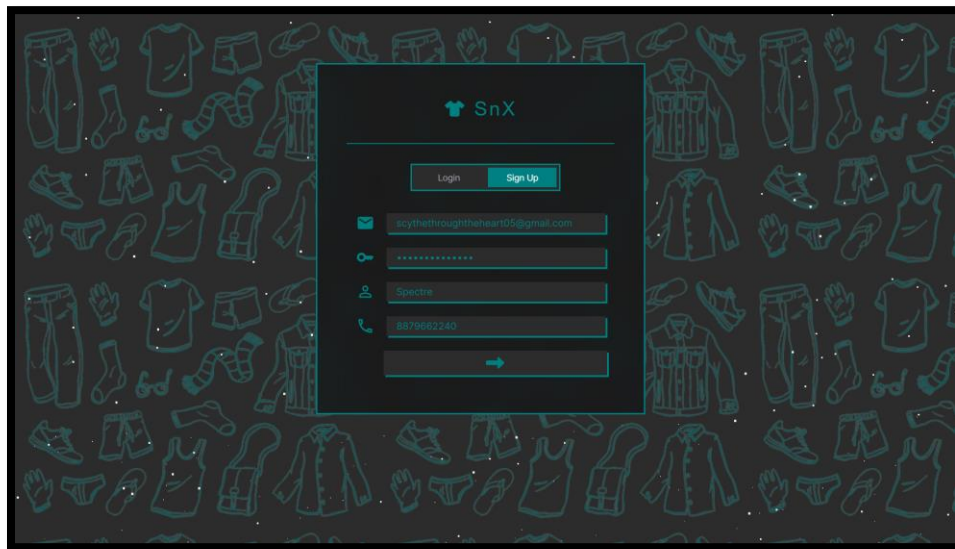 SnX
Login Sign Up
scythethroughtheheart05@gmail.com
••••••••••••••
Spectre
8879662240